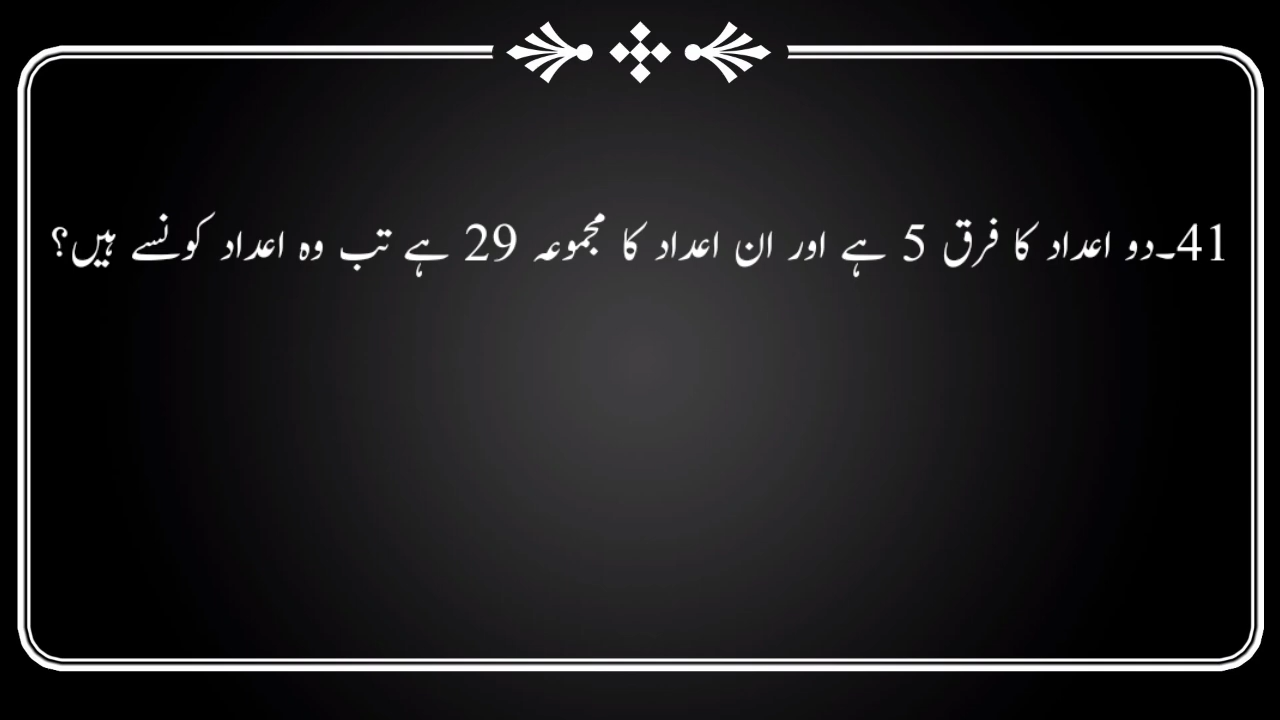 41۔دو اعداد کا فرق 5 ہے اور ان اعداد کا مجموعہ 29 ہے تب وہ اعداد کونسے ہیں؟